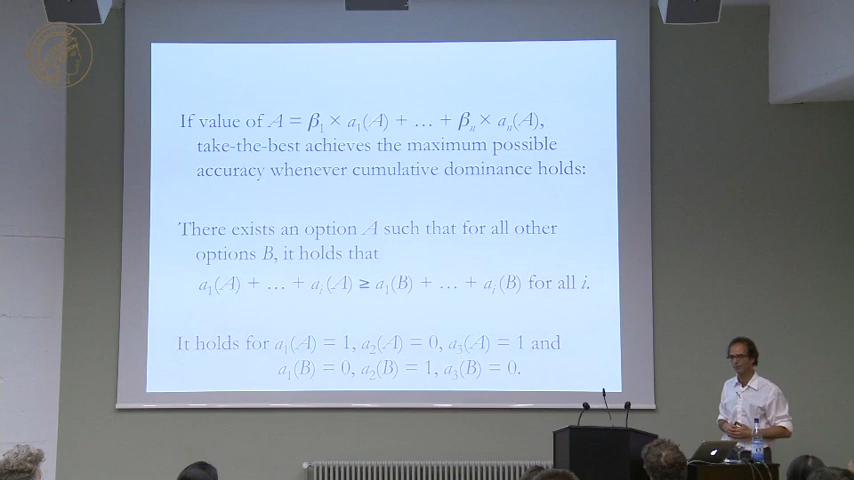 If value of A = β₁ × a₁(A) + … + βₙ × aₙ(A),
take-the-best achieves the maximum possible
accuracy whenever cumulative dominance holds:
There exists an option A such that for all other
options B, it holds that
a₁(A) + … + aᵢ (A) ≥ a₁(B) + … + aᵢ (B) for all i.
It holds for a₁(A) = 1, a₂(A) = 0, a₃(A) = 1 and
a₁(B) = 0, a₂(B) = 1, a₃(B) = 0.